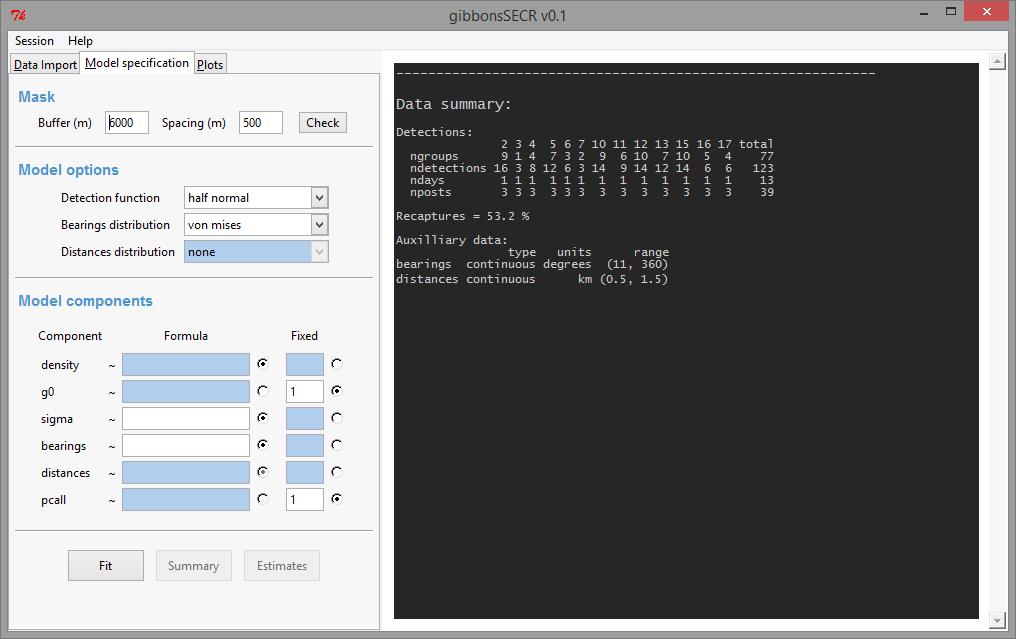 gibbonsSECR v0.1
Session Help
Data Import Model specification Plots
Mask
Buffer (m) 6000 Spacing (m) 500 Check
Model options
Detection function half normal
Bearings distribution von mises
Distances distribution none
Model components
Component Formula Fixed
density ~
g0 ~ 1
sigma ~
bearings ~
distances ~
pcall ~ 1
Fit Summary Estimates
------------------------------------------------------------
Data summary:
Detections:
2 3 4 5 6 7 10 11 12 13 15 16 17 total
ngroups 9 1 4 7 3 2 9 6 10 7 10 5 4 77
ndetections 16 3 8 12 6 3 14 9 14 12 14 6 6 123
ndays 1 1 1 1 1 1 1 1 1 1 1 1 1 13
nposts 3 3 3 3 3 3 3 3 3 3 3 3 3 39
Recaptures = 53.2 %
Auxilliary data:
type units range
bearings continuous degrees (11, 360)
distances continuous km (0.5, 1.5)